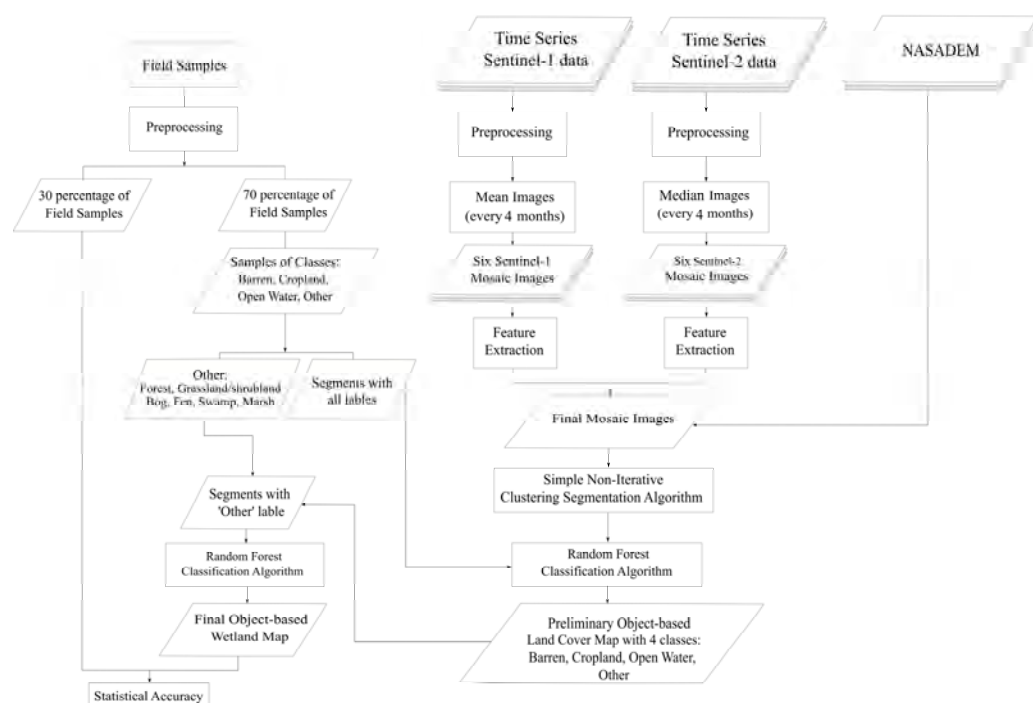 Field Samples
Time Series
Sentinel-1 data
Time Series
Sentinel-2 data
NASADEM
Preprocessing
Preprocessing
Preprocessing
30 percentage of
Field Samples
70 percentage of
Field Samples
Mean Images
(every 4 months)
Median Images
(every 4 months)
Samples of Classes:
Barren, Cropland,
Open Water, Other
Six Sentinel-1
Mosaic Images
Six Sentinel-2
Mosaic Images
Feature
Extraction
Feature
Extraction
Other:
Forest, Grassland/shrubland
Bog, Fen, Swamp, Marsh
Segments with
all lables
Final Mosaic Images
Simple Non-Iterative
Clustering Segmentation Algorithm
Segments with
'Other' lable
Random Forest
Classification Algorithm
Random Forest
Classification Algorithm
Final Object-based
Wetland Map
Preliminary Object-based
Land Cover Map with 4 classes:
Barren, Cropland, Open Water,
Other
Statistical Accuracy